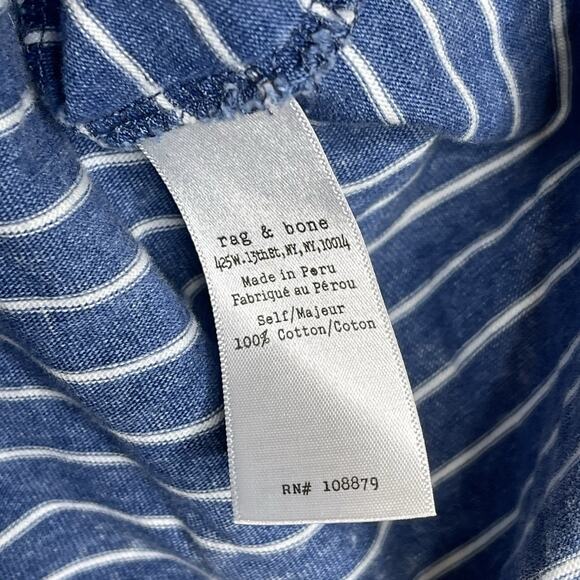 rag & bone
425W.13thSt,NY,NY,10014
Made in Peru
Fabriqué au Pérou
Self/Majeur
100% Cotton/Coton
RN# 108879